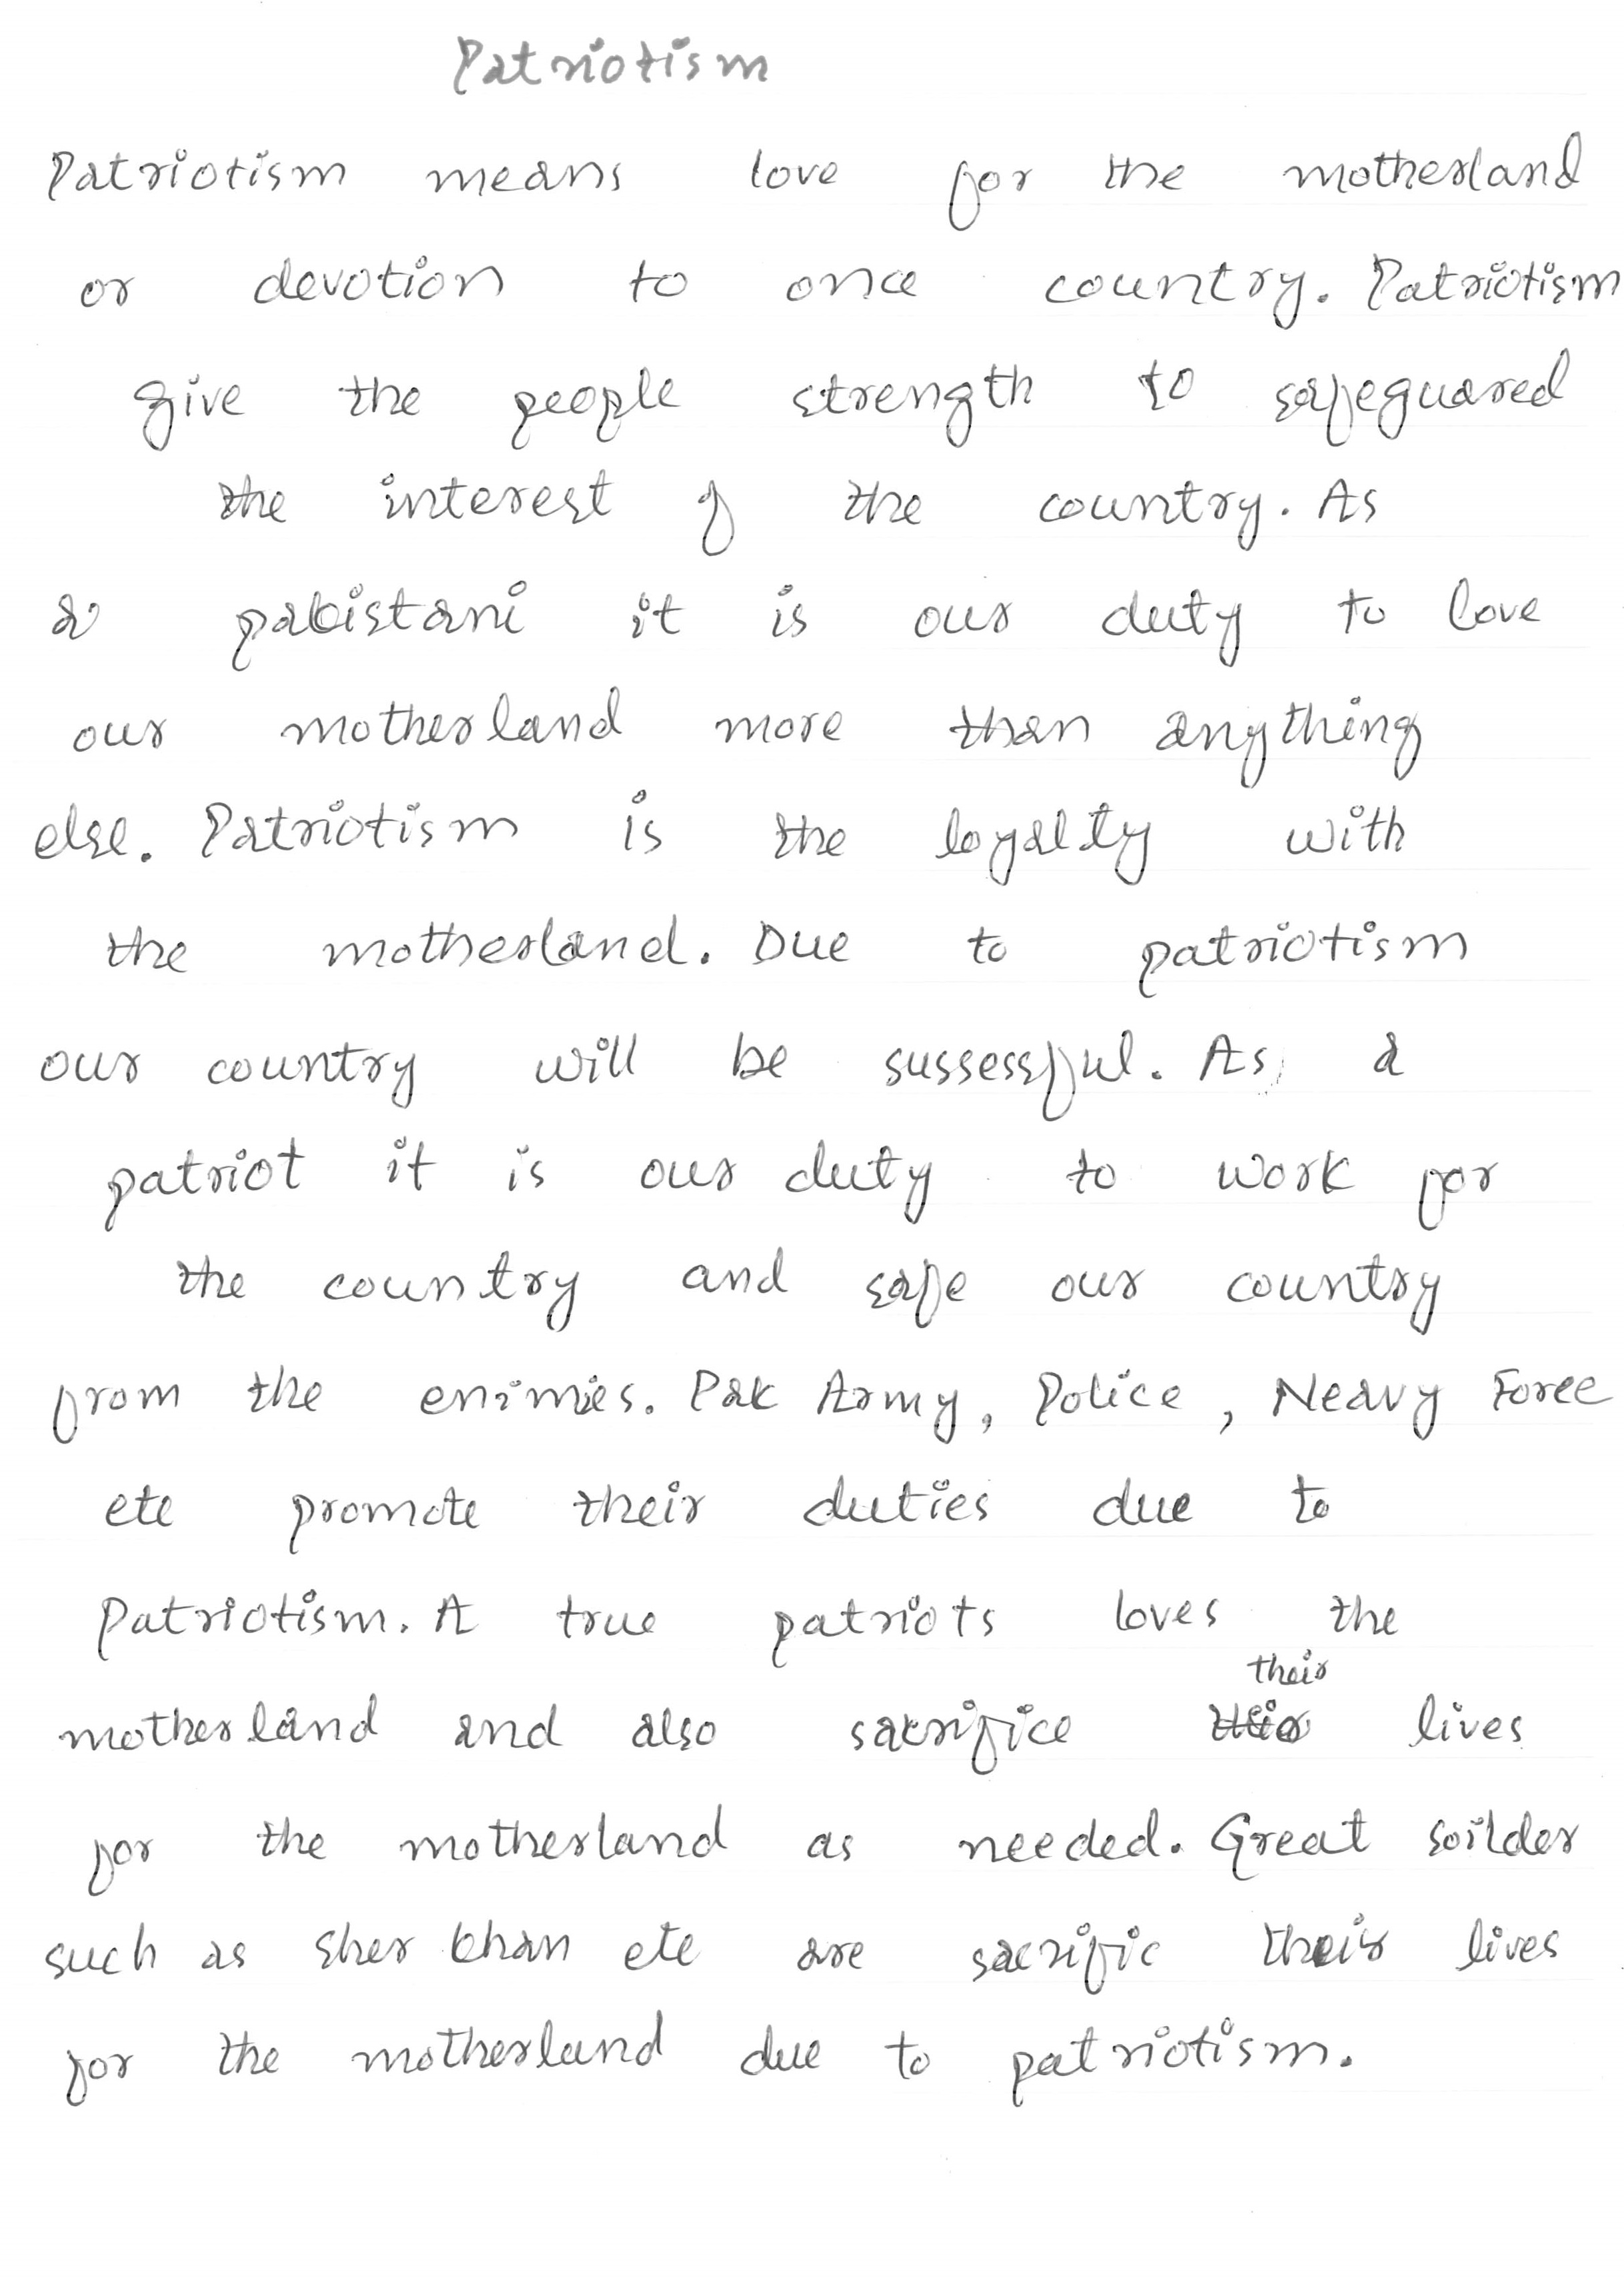 Patriotism
Patriotism means love for the motherland
or devotion to once country. Patriotism
give the people strength to safeguared
the interest of the country. As
a pakistani it is our duty to love
our motherland more than anything
else. Patriotism is the loyalty with
the motherland. Due to patriotism
our country will be sussessful. As a
patriot it is our duty to work for
the country and safe our country
from the enimies. Pak Army, Police, Neavy Force
etc promote their duties due to
Patriotism. A true patriots loves the
their
motherland and also sacrifice lives
for the motherland as needed. Great soilder
such as sher khan etc are sacrific their lives
for the motherland due to patriotism.